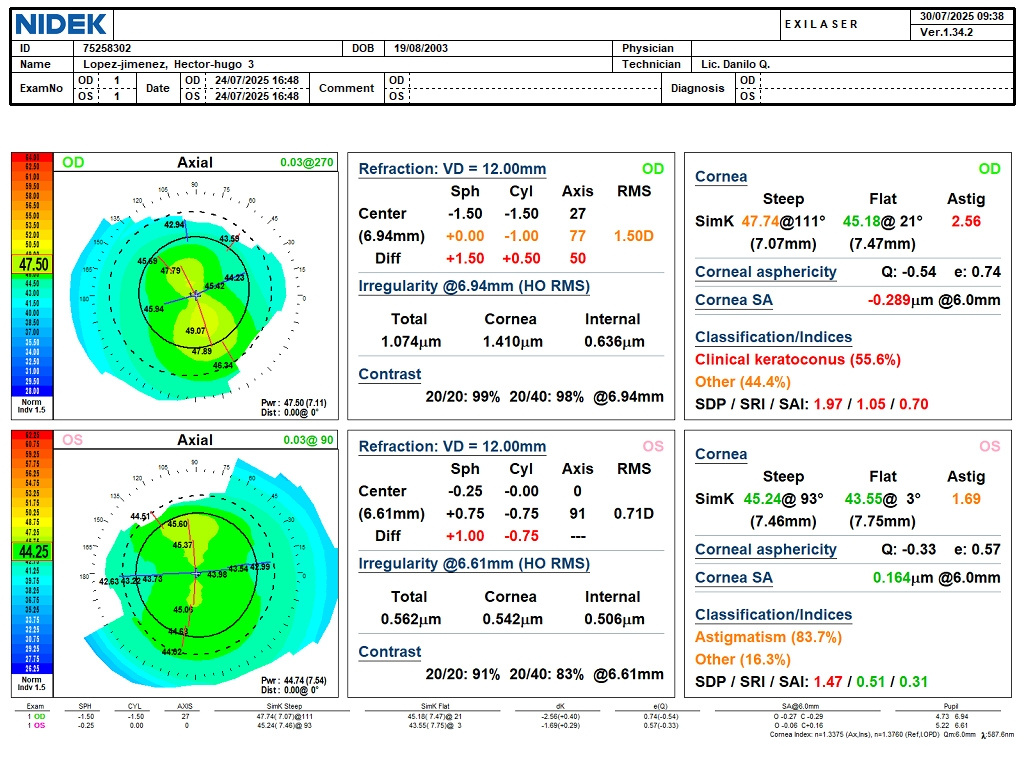 NIDEK
EXILASER
30/07/2025 09:38
Ver.1.34.2
ID 75258302 DOB 19/08/2003 Physician
Name Lopez-jimenez, Hector-hugo 3 Technician Lic. Danilo Q.
ExamNo OD 1 Date OD 24/07/2025 16:48 Comment OD Diagnosis OD
OS 1 OS 24/07/2025 16:48 OS OS
OD Axial 0.03@270
47.50
Norm
Indv 1.5
42.94
43.59
45.69
47.79
44.23
45.42
45.94
49.07
47.89
46.34
Pwr : 47.50 (7.11)
Dist : 0.00@ 0°
Refraction: VD = 12.00mm OD
Sph Cyl Axis RMS
Center -1.50 -1.50 27
(6.94mm) +0.00 -1.00 77 1.50D
Diff +1.50 +0.50 50
Irregularity @6.94mm (HO RMS)
Total Cornea Internal
1.074μm 1.410μm 0.636μm
Contrast
20/20: 99% 20/40: 98% @6.94mm
OD
Cornea
Steep Flat Astig
SimK 47.74@111° 45.18@ 21° 2.56
(7.07mm) (7.47mm)
Corneal asphericity Q: -0.54 e: 0.74
Cornea SA -0.289μm @6.0mm
Classification/Indices
Clinical keratoconus (55.6%)
Other (44.4%)
SDP / SRI / SAI: 1.97 / 1.05 / 0.70
OS Axial 0.03@ 90
44.25
Norm
Indv 1.5
44.51
45.60
45.37
42.63 43.22 43.73
43.98 43.54 42.99
45.06
44.62
44.02
Pwr : 44.74 (7.54)
Dist : 0.00@ 0°
Refraction: VD = 12.00mm OS
Sph Cyl Axis RMS
Center -0.25 -0.00 0
(6.61mm) +0.75 -0.75 91 0.71D
Diff +1.00 -0.75 ---
Irregularity @6.61mm (HO RMS)
Total Cornea Internal
0.562μm 0.542μm 0.506μm
Contrast
20/20: 91% 20/40: 83% @6.61mm
OS
Cornea
Steep Flat Astig
SimK 45.24@ 93° 43.55@ 3° 1.69
(7.46mm) (7.75mm)
Corneal asphericity Q: -0.33 e: 0.57
Cornea SA 0.164μm @6.0mm
Classification/Indices
Astigmatism (83.7%)
Other (16.3%)
SDP / SRI / SAI: 1.47 / 0.51 / 0.31
Exam SPH CYL AXIS SimK Steep SimK Flat dK e(Q) SA@6.0mm Pupil
1 OD -1.50 -1.50 27 47.74( 7.07)@111 45.18( 7.47)@ 21 -2.56(+0.40) 0.74(-0.54) O -0.27 C -0.29 4.73 6.94
1 OS -0.25 0 45.24( 7.46)@ 93 43.55( 7.75)@ 3 -1.69(+0.29) 0.57(-0.33) O -0.06 C+0.16 5.22 6.61
Cornea Index: n=1.3375 (Ax,Ins), n=1.3760 (Ref,I.OPD) Qm:6.0mm λ:587.6nm